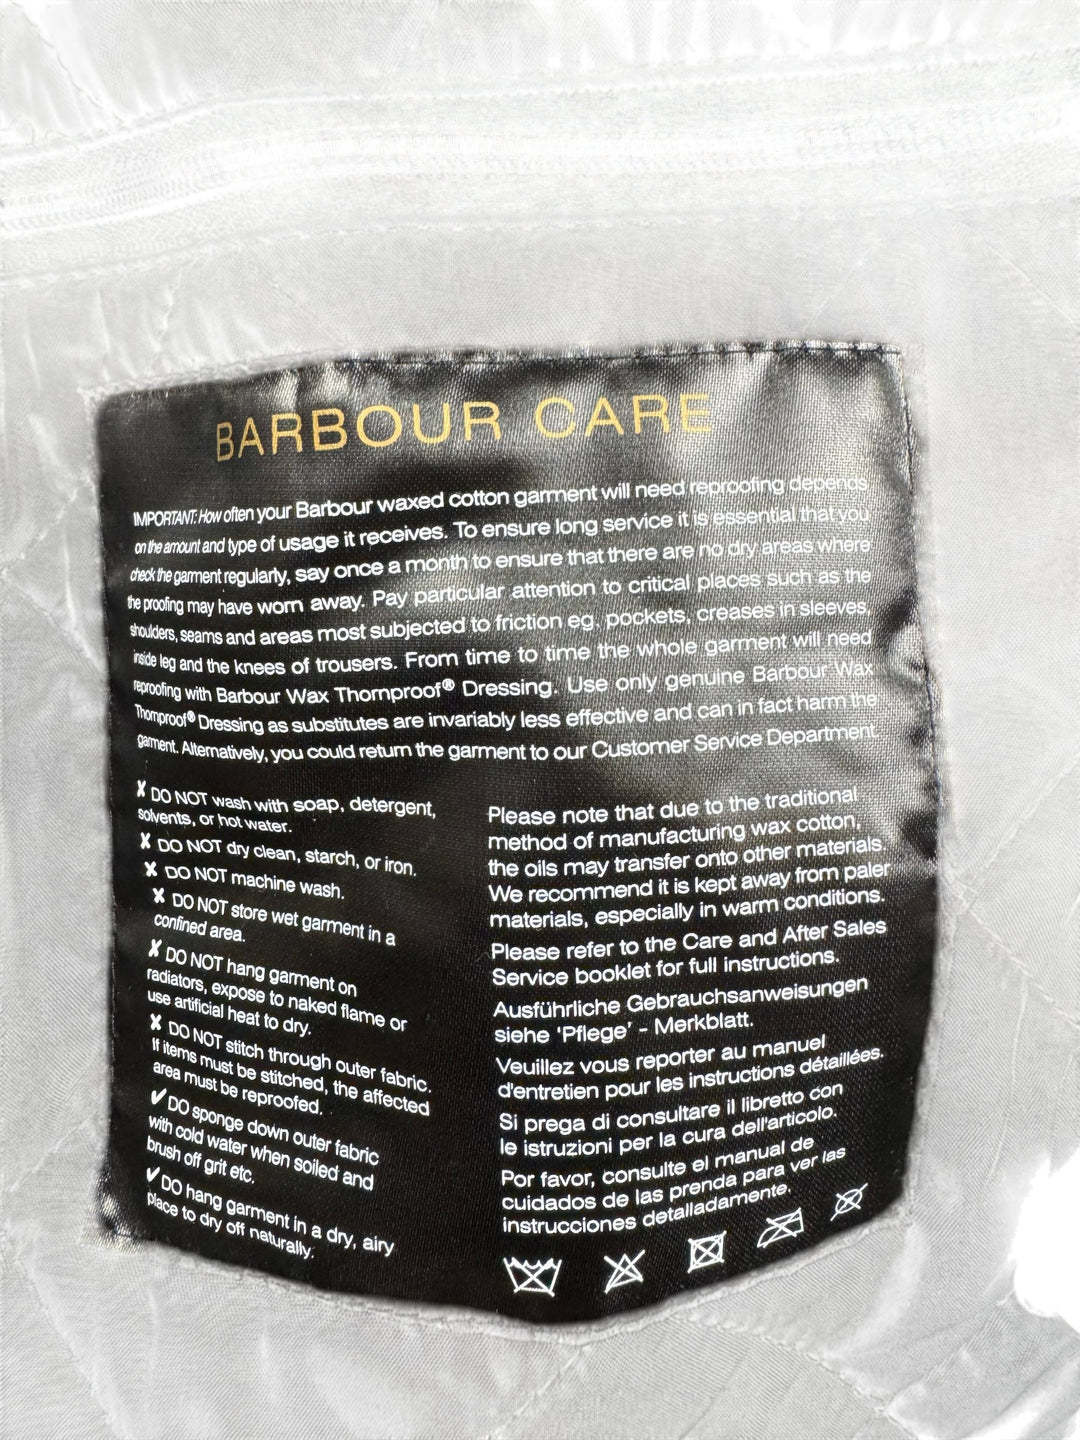 BARBOUR CARE
IMPORTANT: How often your Barbour waxed cotton garment will need reproofing depends
on the amount and type of usage it receives. To ensure long service it is essential that you
check the garment regularly, say once a month to ensure that there are no dry areas where
the proofing may have worn away. Pay particular attention to critical places such as the
shoulders, seams and areas most subjected to friction eg. pockets, creases in sleeves,
inside leg and the knees of trousers. From time to time the whole garment will need
reproofing with Barbour Wax Thornproof® Dressing. Use only genuine Barbour Wax
Thornproof® Dressing as substitutes are invariably less effective and can in fact harm the
garment. Alternatively, you could return the garment to our Customer Service Department.
✗ DO NOT wash with soap, detergent,
solvents, or hot water.
✗ DO NOT dry clean, starch, or iron.
✗ DO NOT machine wash.
✗ DO NOT store wet garment in a
confined area.
✗ DO NOT hang garment on
radiators, expose to naked flame or
use artificial heat to dry.
✗ DO NOT stitch through outer fabric.
If items must be stitched, the affected
area must be reproofed.
✔ DO sponge down outer fabric
with cold water when soiled and
brush off grit etc.
✔ DO hang garment in a dry, airy
place to dry off naturally.
Please note that due to the traditional
method of manufacturing wax cotton,
the oils may transfer onto other materials.
We recommend it is kept away from paler
materials, especially in warm conditions.
Please refer to the Care and After Sales
Service booklet for full instructions.
Ausführliche Gebrauchsanweisungen
siehe 'Pflege' - Merkblatt.
Veuillez vous reporter au manuel
d'entretien pour les instructions détaillées.
Si prega di consultare il libretto con
le istruzioni per la cura dell'articolo.
Por favor, consulte el manual de
cuidados de las prenda para ver las
instrucciones detalladamente.